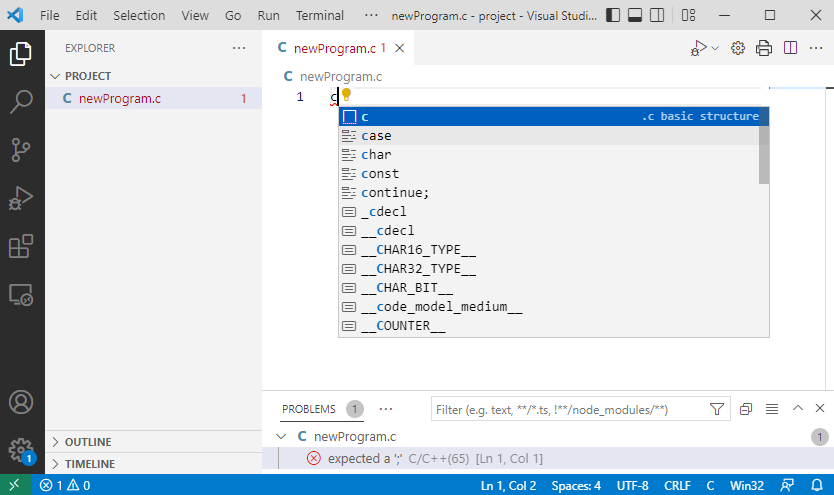 File Edit Selection View Go Run Terminal ··· newProgram.c - project - Visual Studi...
EXPLORER ···
PROJECT
C newProgram.c 1
C newProgram.c 1
C newProgram.c
1 c
c .c basic structure
case
char
const
continue;
_cdecl
__cdecl
__CHAR16_TYPE__
__CHAR32_TYPE__
__CHAR_BIT__
__code_model_medium__
__COUNTER__
OUTLINE
TIMELINE
1
PROBLEMS 1 ··· Filter (e.g. text, **/*.ts, !**/node_modules/**)
C newProgram.c 1
expected a ';' C/C++(65) [Ln 1, Col 1]
1 0 Ln 1, Col 2 Spaces: 4 UTF-8 CRLF C Win32